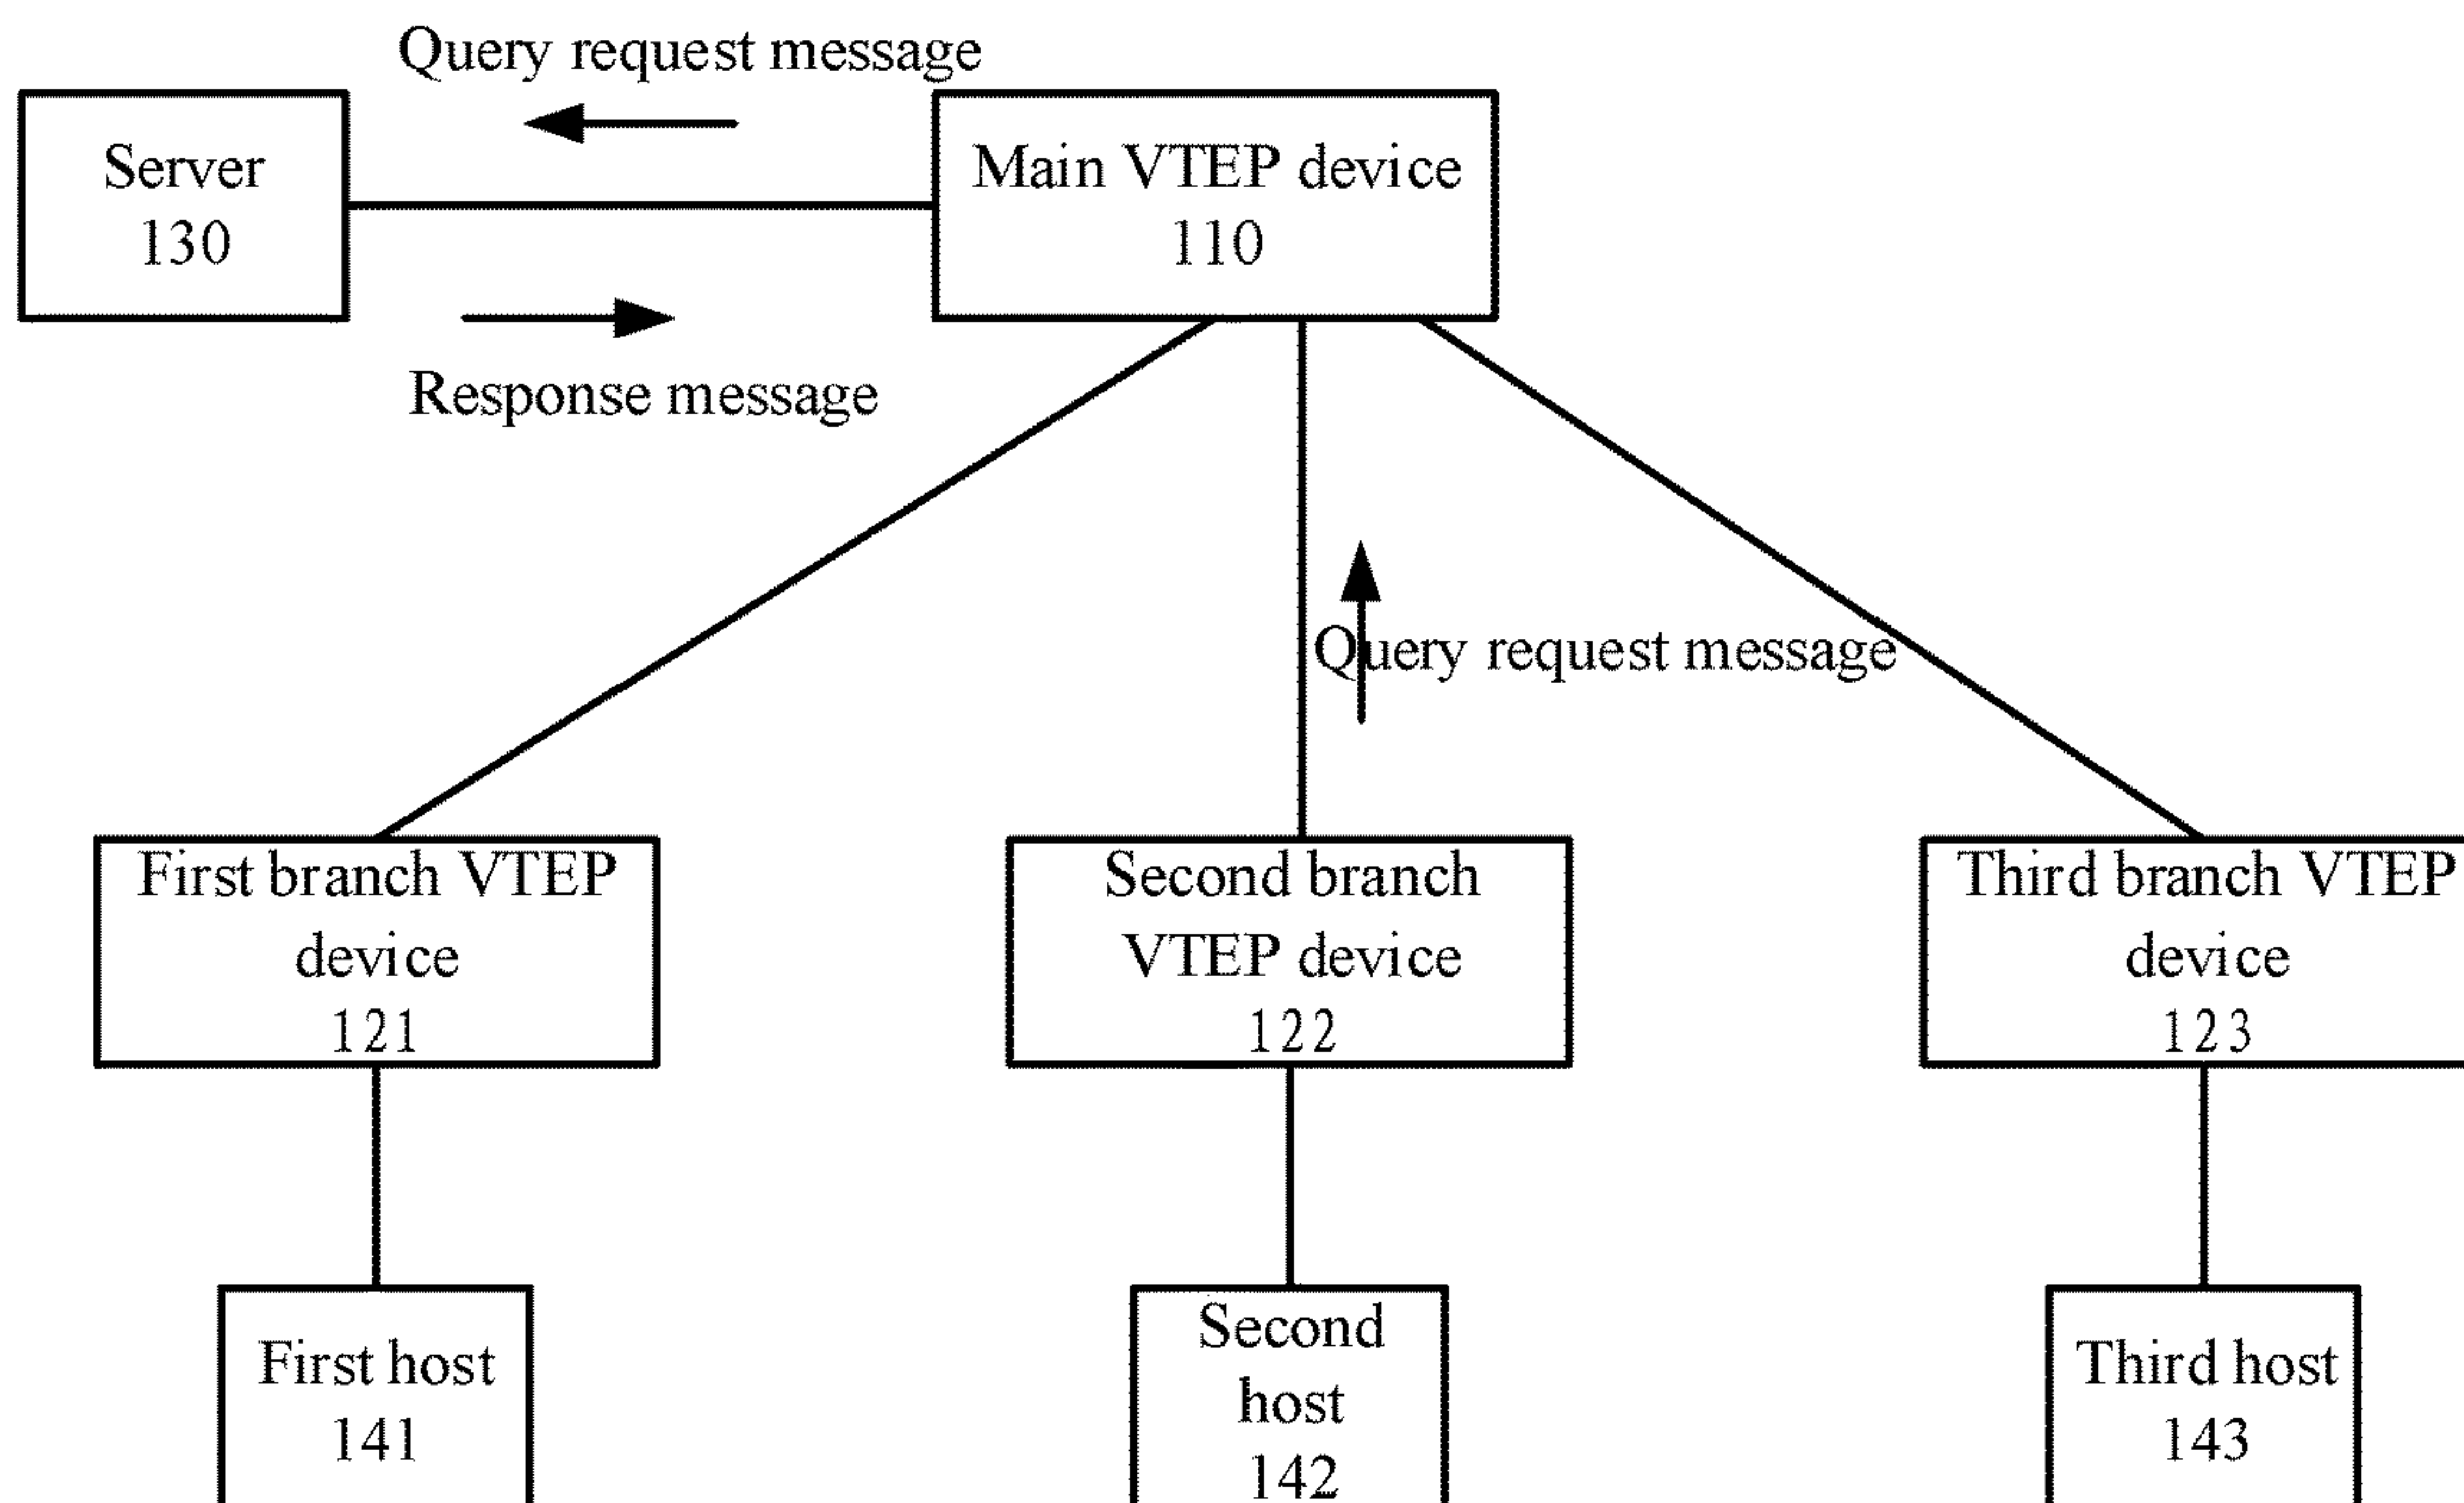 Query request message
Server
130
Main VTEP device
110
Response message
Query request message
First branch VTEP
device
121
Second branch
VTEP device
122
Third branch VTEP
device
123
First host
141
Second
host
142
Third host
143